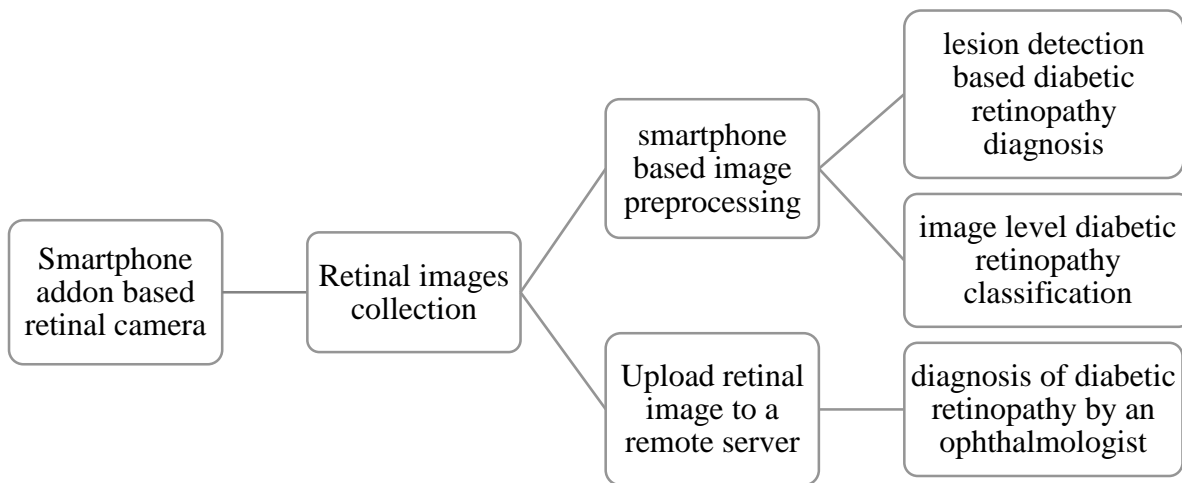 Smartphone
addon based
retinal camera
Retinal images
collection
smartphone
based image
preprocessing
lesion detection
based diabetic
retinopathy
diagnosis
image level diabetic
retinopathy
classification
Upload retinal
image to a
remote server
diagnosis of diabetic
retinopathy by an
ophthalmologist